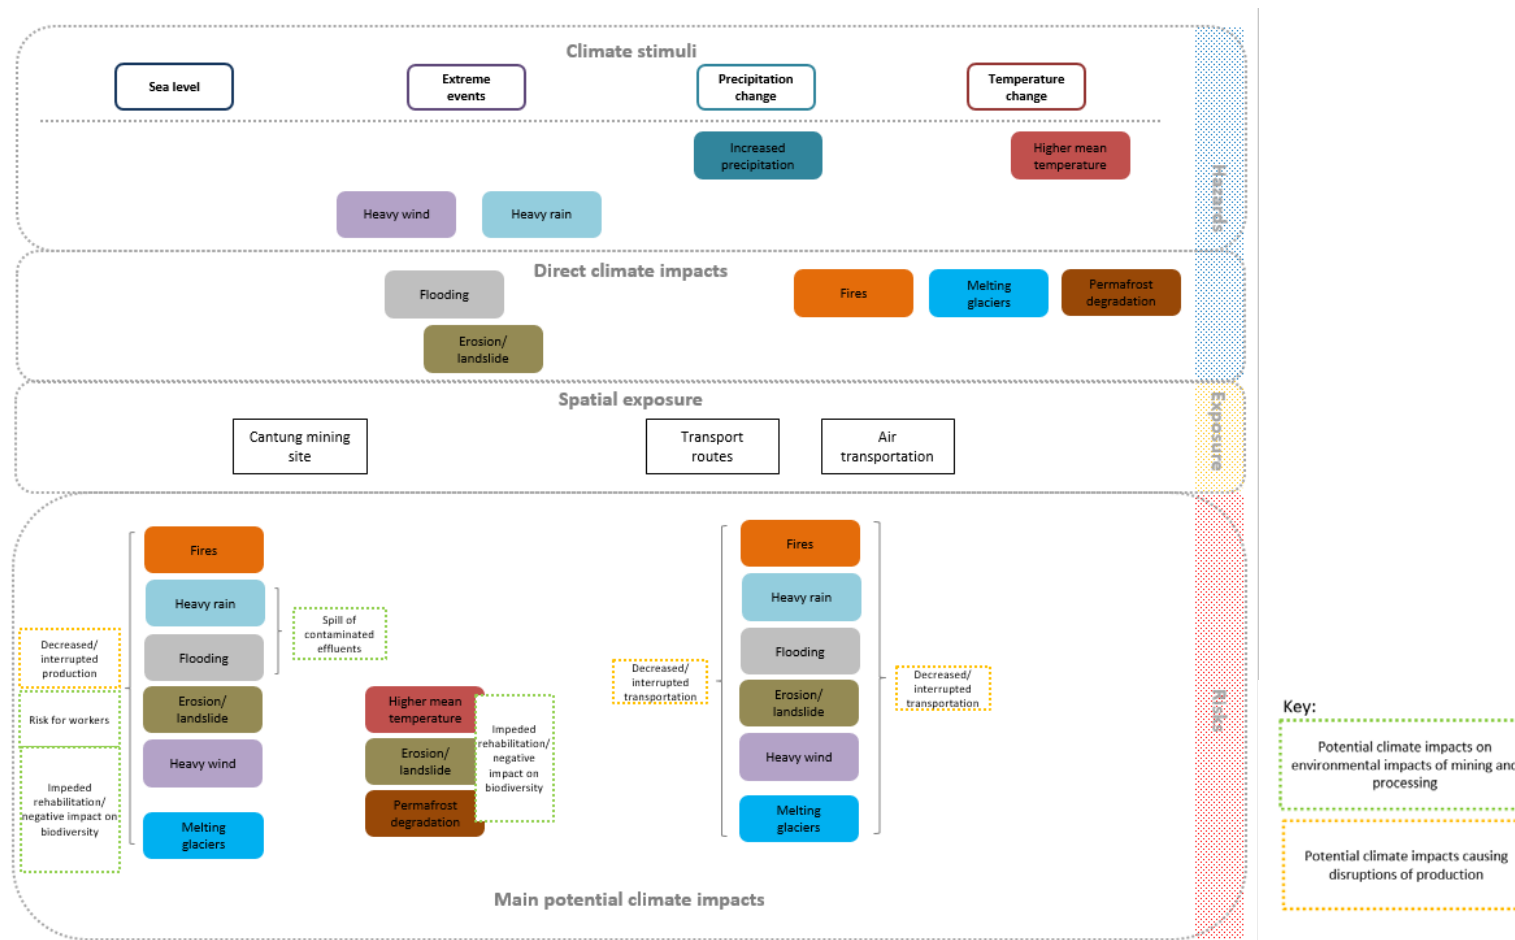 Climate stimuli
Sea level
Extreme
events
Precipitation
change
Temperature
change
Increased
precipitation
Higher mean
temperature
Heavy wind
Heavy rain
Hazards
Direct climate impacts
Flooding
Fires
Melting
glaciers
Permafrost
degradation
Erosion/
landslide
Spatial exposure
Cantung mining
site
Transport
routes
Air
transportation
Exposure
Fires
Heavy rain
Flooding
Erosion/
landslide
Heavy wind
Melting
glaciers
Decreased/
interrupted
production
Risk for workers
Impeded
rehabilitation/
negative impact on
biodiversity
Spill of
contaminated
effluents
Higher mean
temperature
Erosion/
landslide
Permafrost
degradation
Impeded
rehabilitation/
negative
impact on
biodiversity
Decreased/
interrupted
transportation
Fires
Heavy rain
Flooding
Erosion/
landslide
Heavy wind
Melting
glaciers
Decreased/
interrupted
transportation
Risks
Main potential climate impacts
Key:
Potential climate impacts on
environmental impacts of mining and
processing
Potential climate impacts causing
disruptions of production